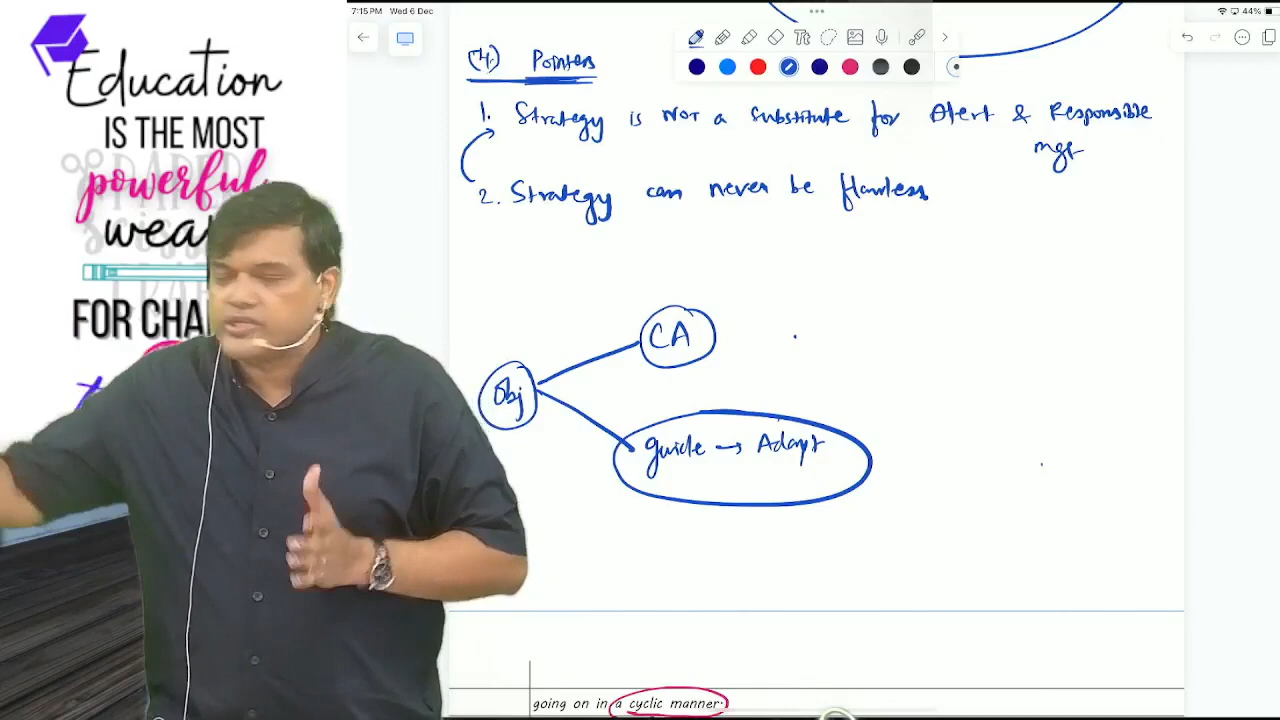 7:15 PM Wed 6 Dec
44%
Education
IS THE MOST
powerful
FOR
Tt
(4.) Pointers
1. Strategy is NOT a substitute for Alert & Responsible
mgt
2. Strategy can never be flawless
CA
Obj
guide → Adapt
going on in a cyclic manner.